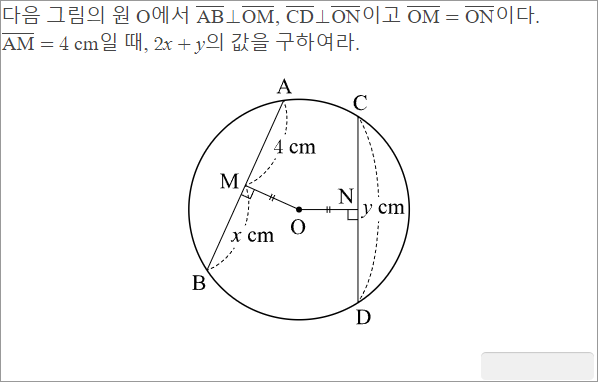 다음 그림의 원 O에서 AB⊥OM, CD⊥ON이고 OM = ON이다.
AM = 4 cm일 때, 2x + y의 값을 구하여라.
A
C
4 cm
M
N
y cm
O
x cm
B
D